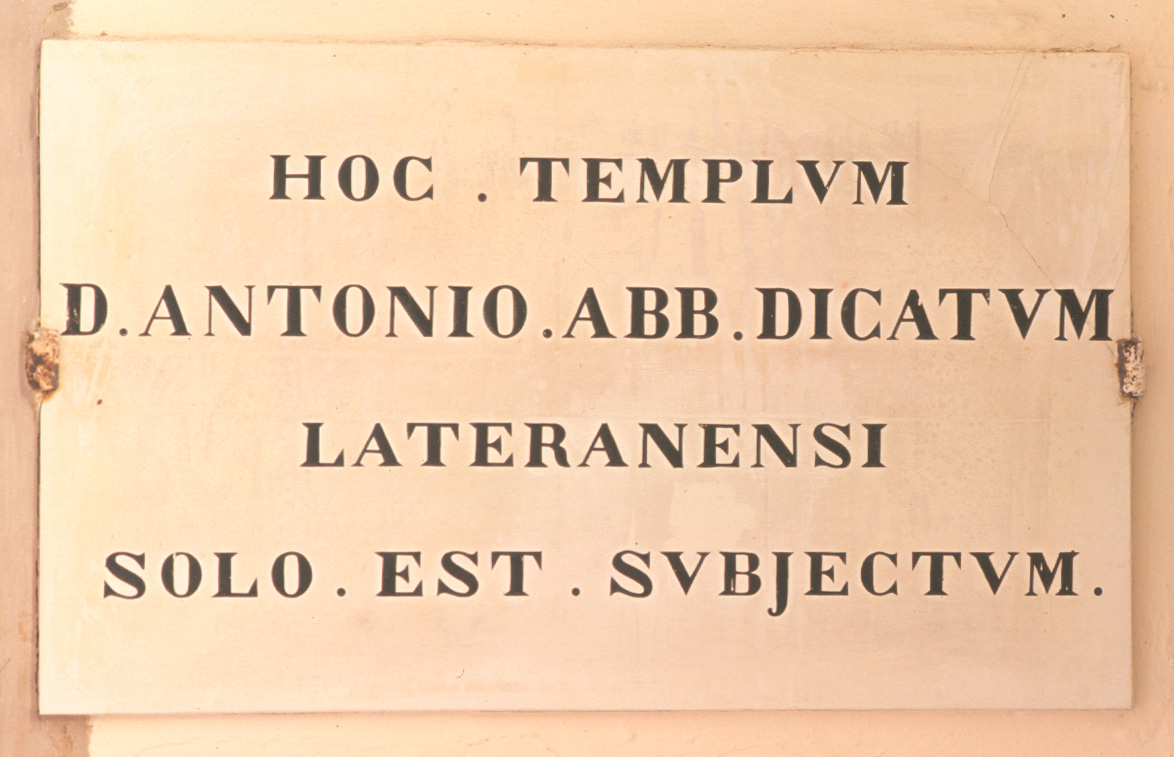 HOC . TEMPLVM
D.ANTONIO.ABB.DICATVM
LATERANENSI
SOLO . EST . SVBJECTVM.